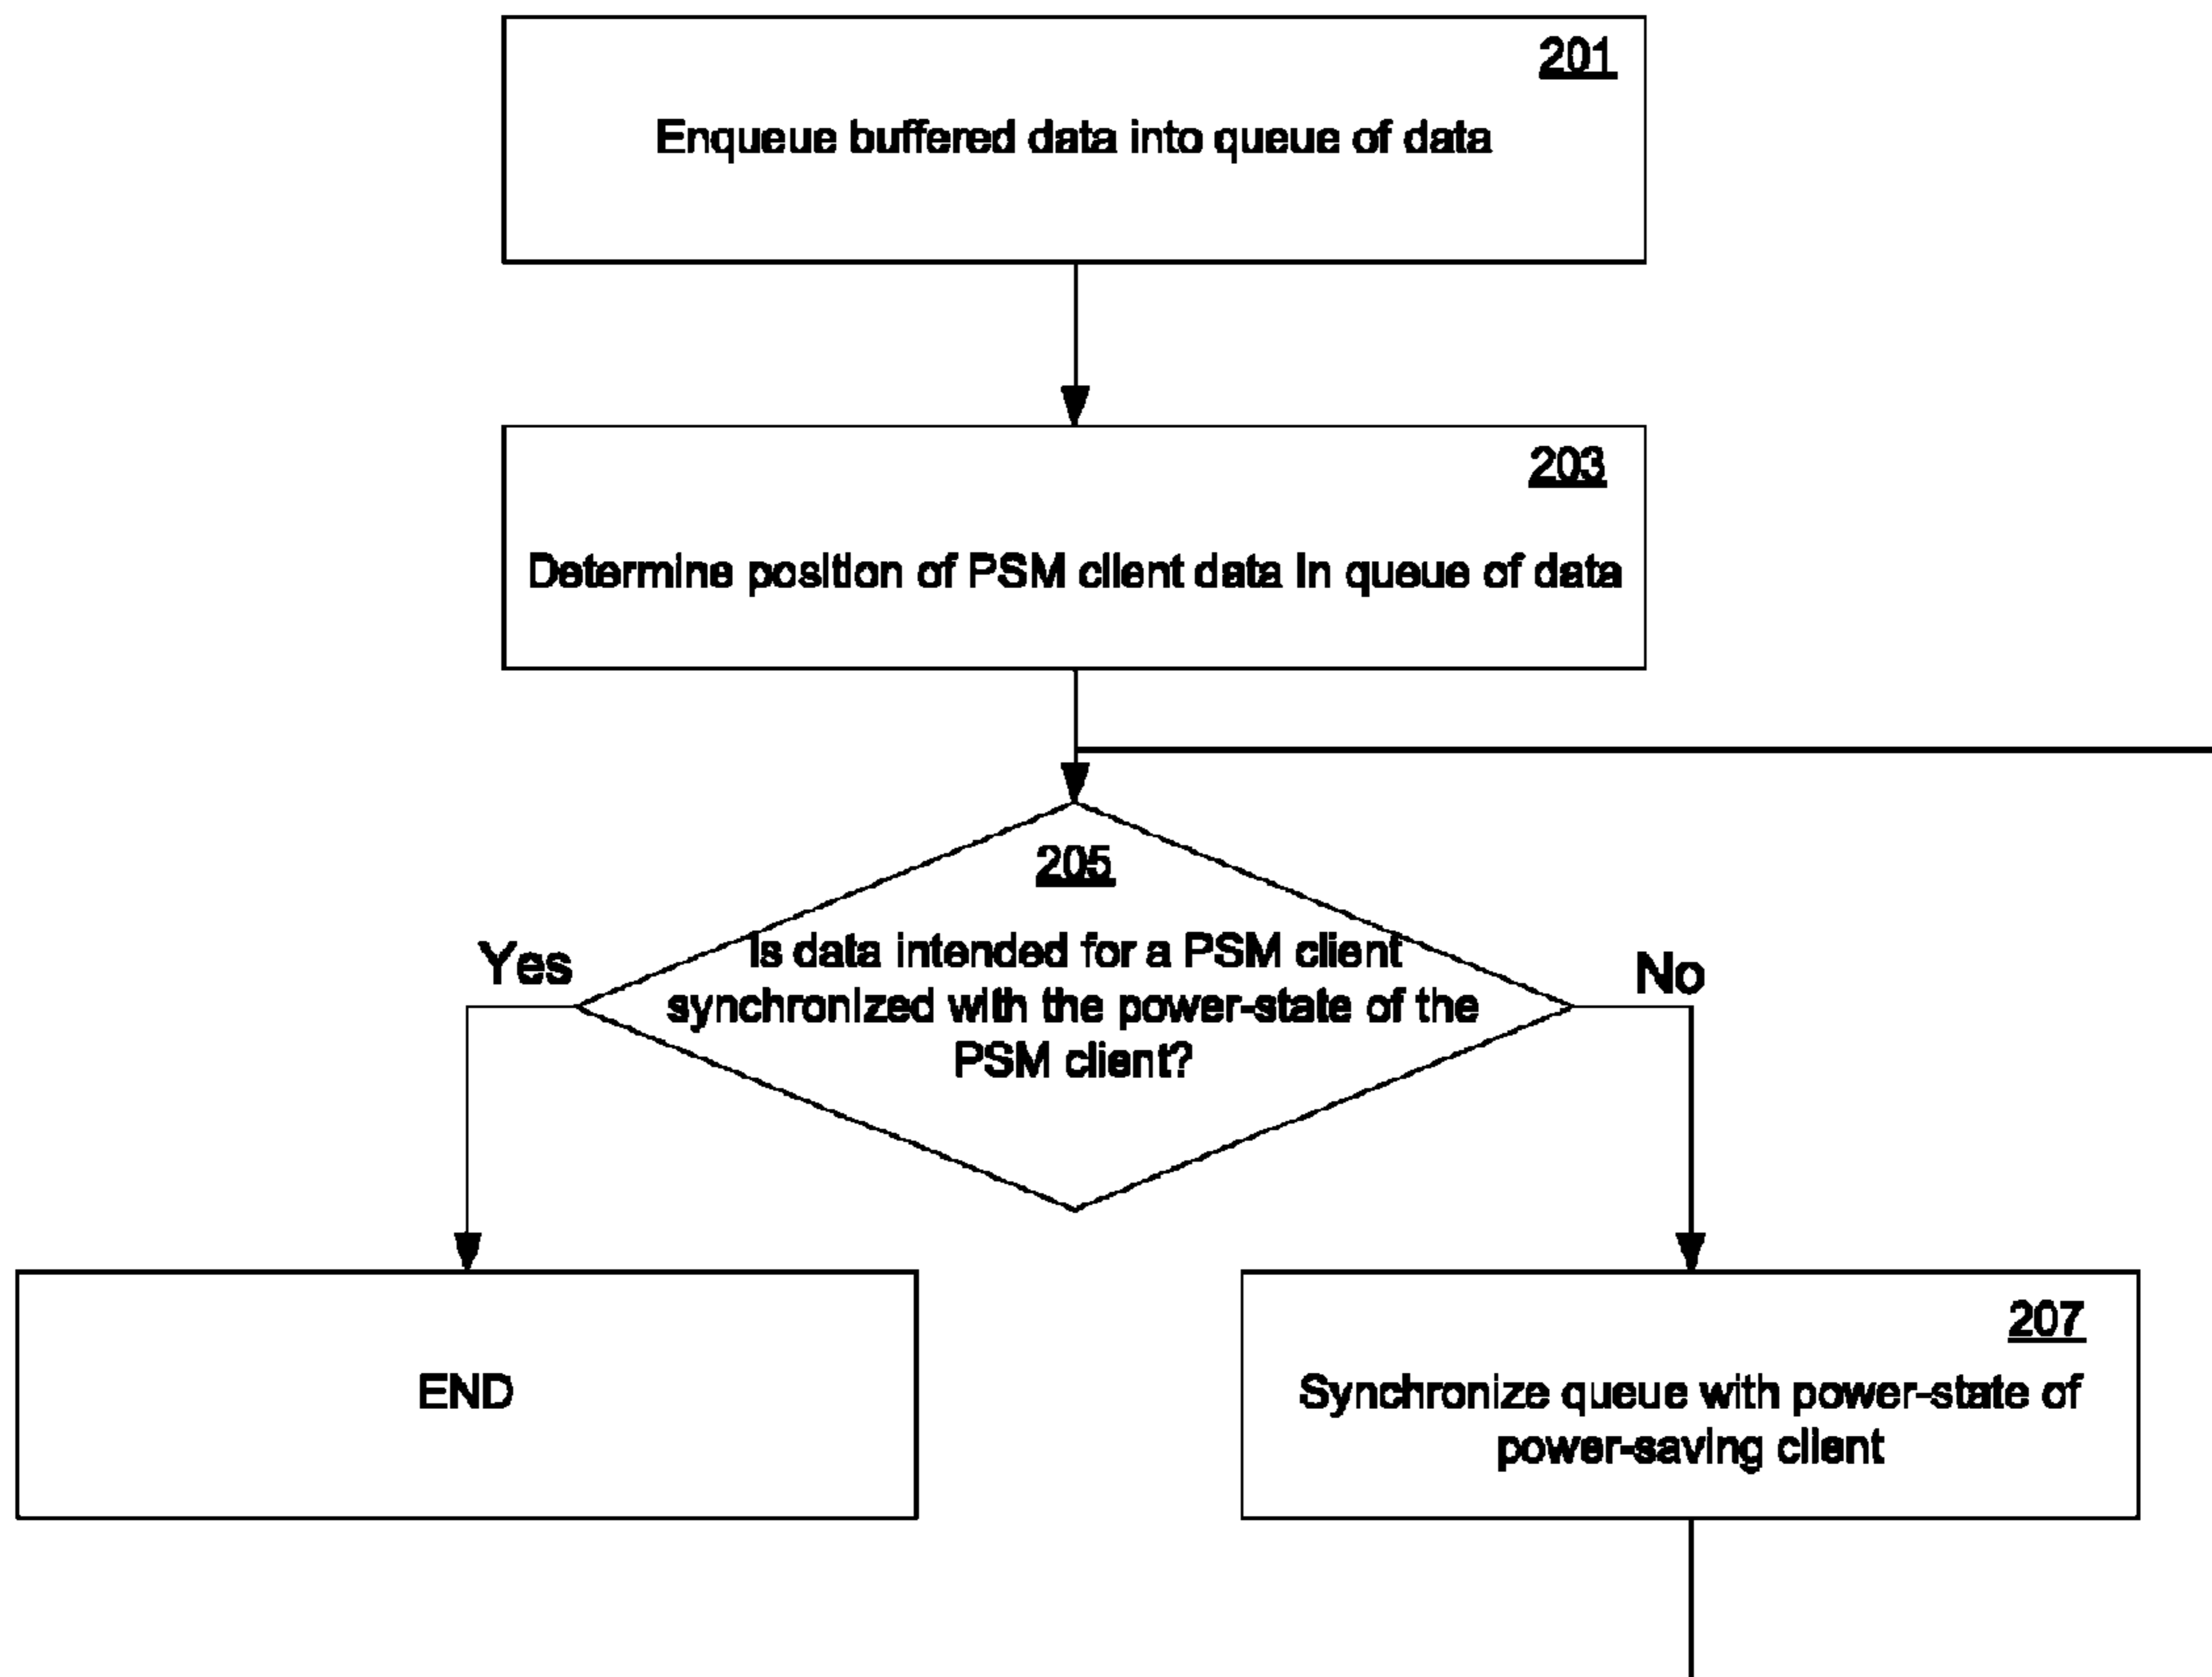 201
Enqueue buffered data into queue of data
203
Determine position of PSM client data in queue of data
205
Is data intended for a PSM client
synchronized with the power-state of the
PSM client?
Yes
No
END
207
Synchronize queue with power-state of
power-saving client